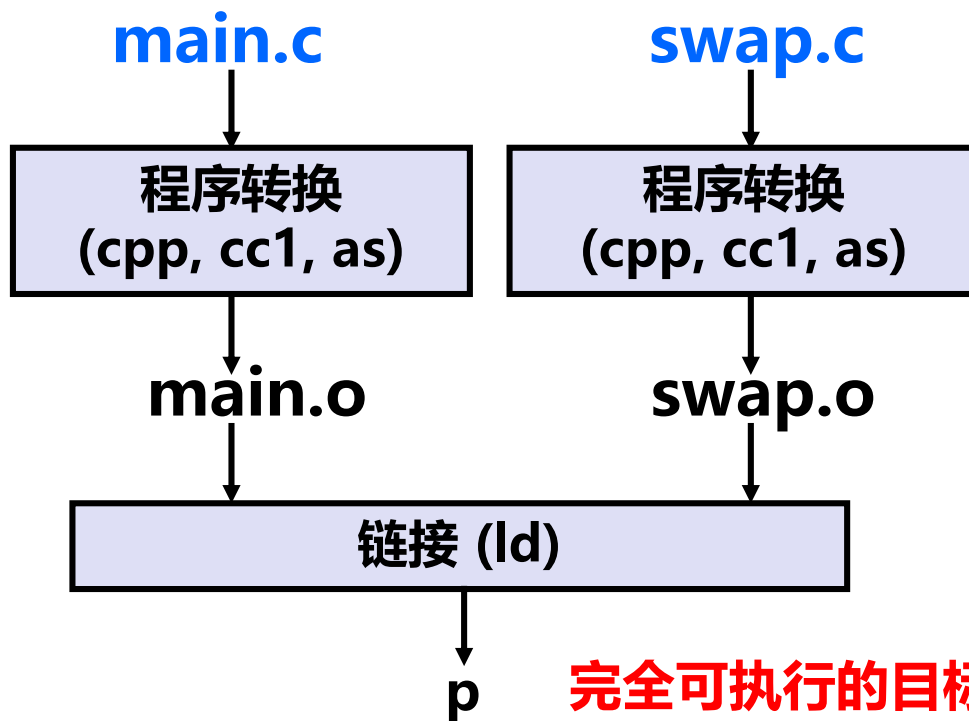 main.c
swap.c
程序转换
(cpp, cc1, as)
程序转换
(cpp, cc1, as)
main.o
swap.o
链接 (ld)
p
完全可执行的目标